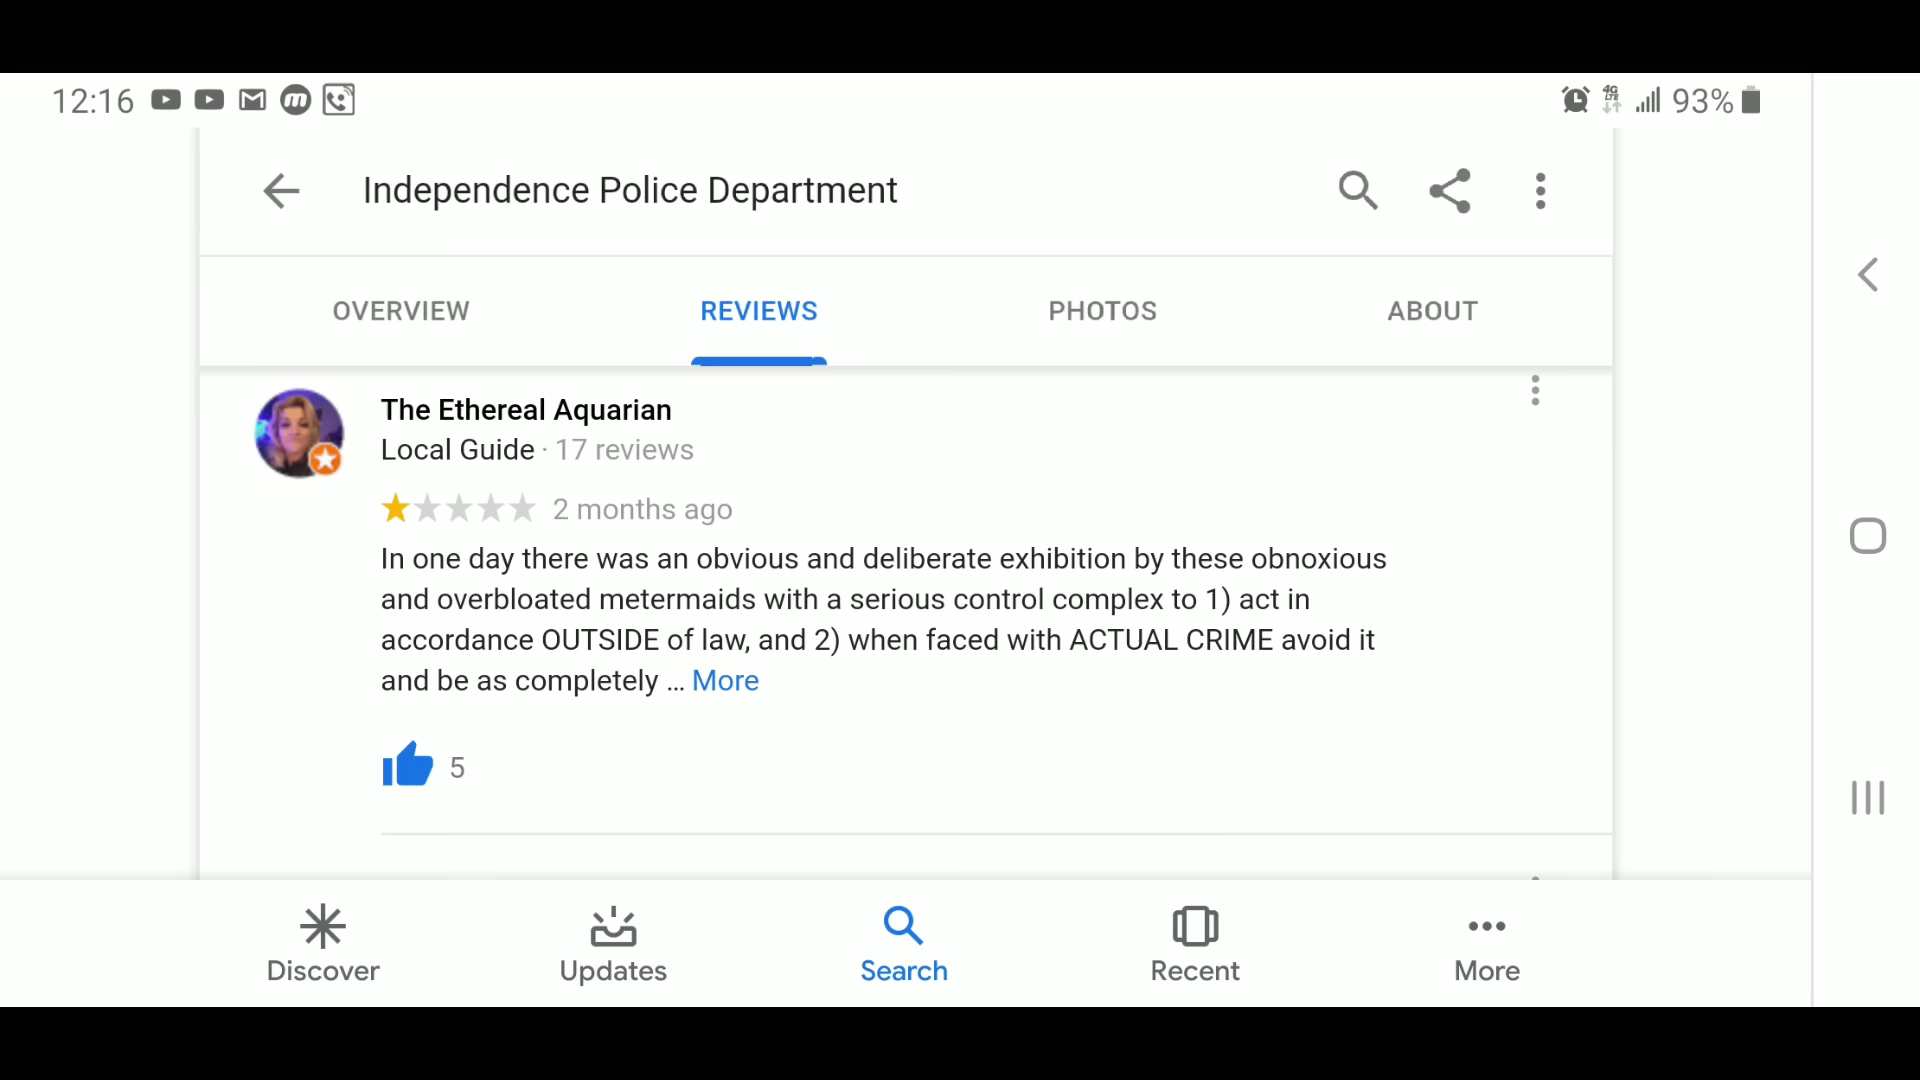 12:16 93%
Independence Police Department
OVERVIEW REVIEWS PHOTOS ABOUT
The Ethereal Aquarian
Local Guide · 17 reviews
2 months ago
In one day there was an obvious and deliberate exhibition by these obnoxious
and overbloated metermaids with a serious control complex to 1) act in
accordance OUTSIDE of law, and 2) when faced with ACTUAL CRIME avoid it
and be as completely ... More
5
Discover Updates Search Recent More